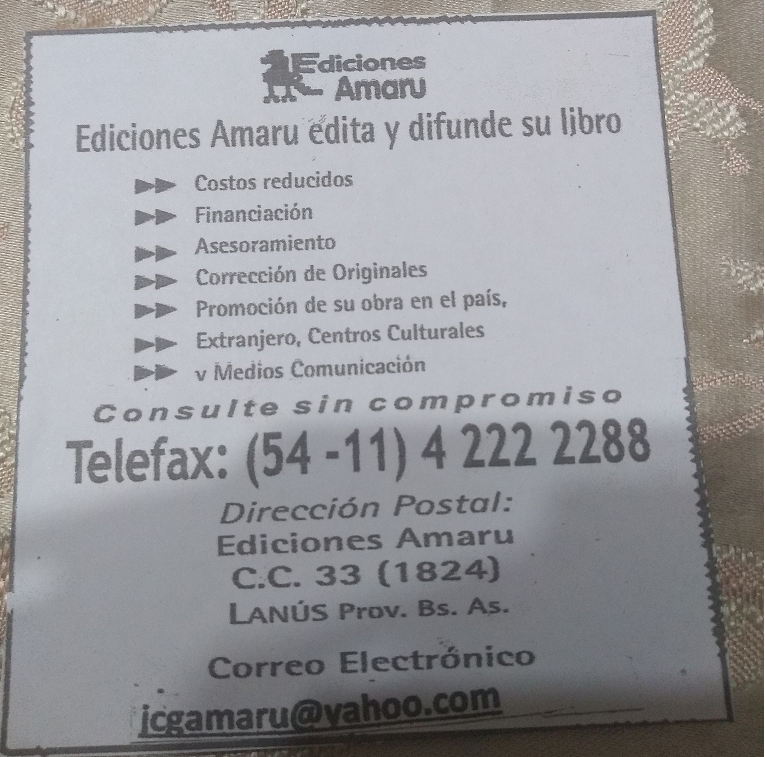 Ediciones
Amaru
Ediciones Amaru edita y difunde su libro
Costos reducidos
Financiación
Asesoramiento
Corrección de Originales
Promoción de su obra en el país,
Extranjero, Centros Culturales
v Medios Comunicación
Consulte sin compromiso
Telefax: (54 -11) 4 222 2288
Dirección Postal:
Ediciones Amaru
C.C. 33 (1824)
LANÚS Prov. Bs. As.
Correo Electrónico
jcgamaru@yahoo.com